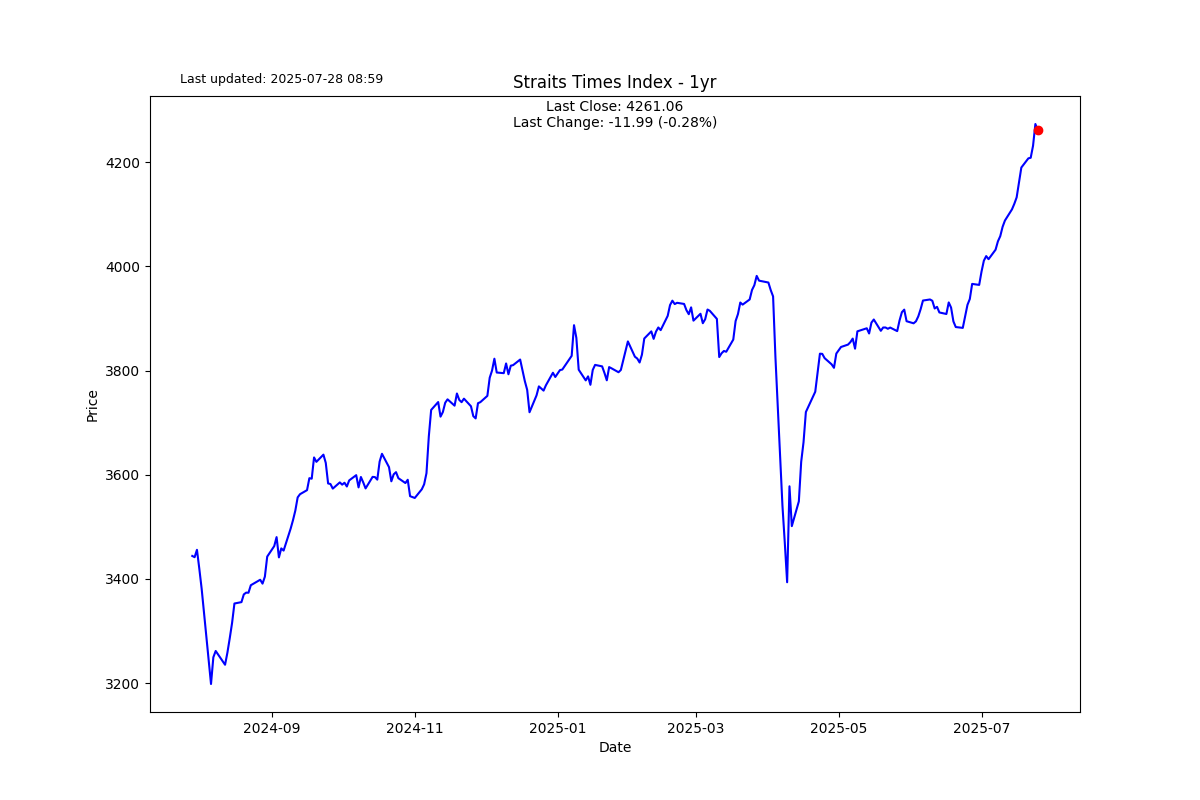 Last updated: 2025-07-28 08:59
Straits Times Index - 1yr
Last Close: 4261.06
Last Change: -11.99 (-0.28%)
4200
4000
3800
3600
3400
3200
Price
2024-09
2024-11
2025-01
2025-03
2025-05
2025-07
Date